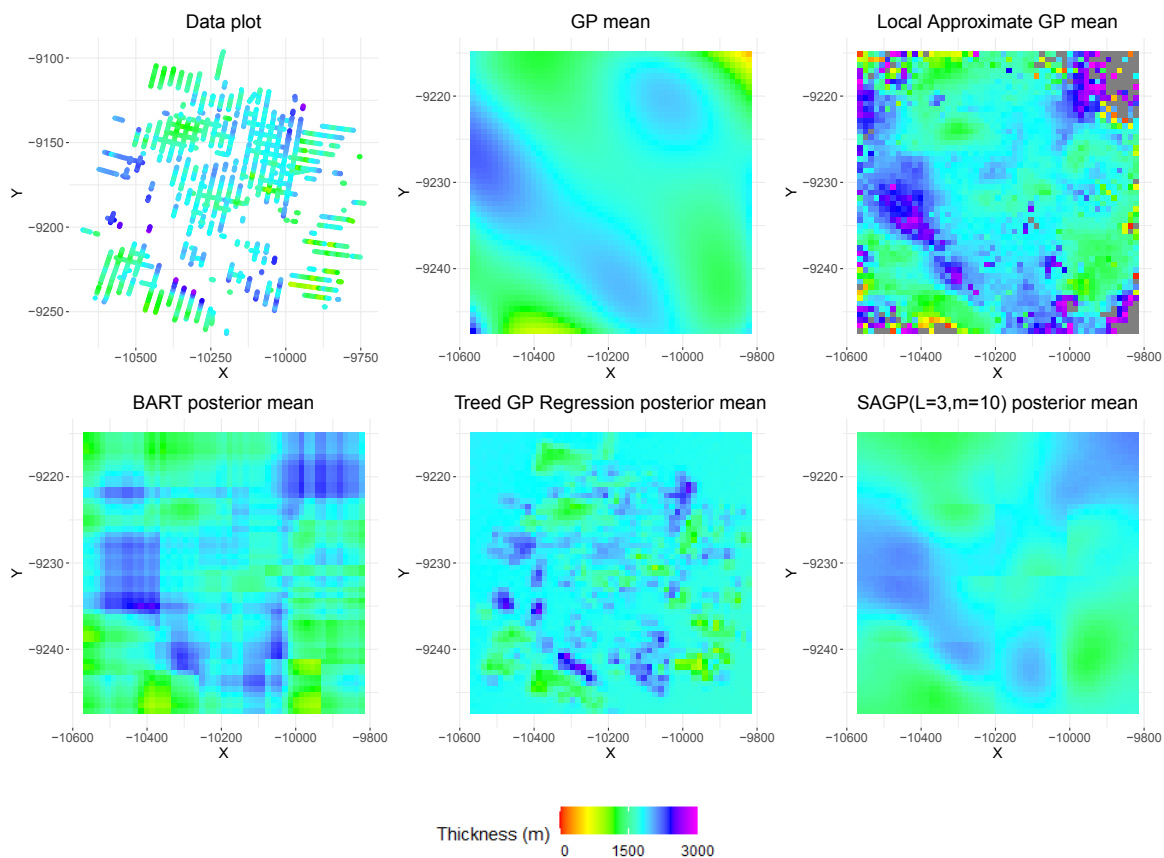 Data plot
GP mean
Local Approximate GP mean
−9100
−9150
−9200
−9250
Y
−10500
−10250
−10000
−9750
X
−9220
−9230
−9240
Y
−10600
−10400
−10200
−10000
−9800
X
−9220
−9230
−9240
Y
−10600
−10400
−10200
−10000
−9800
X
BART posterior mean
Treed GP Regression posterior mean
SAGP(L=3,m=10) posterior mean
−9220
−9230
−9240
Y
−10600
−10400
−10200
−10000
−9800
X
−9220
−9230
−9240
Y
−10600
−10400
−10200
−10000
−9800
X
−9220
−9230
−9240
Y
−10600
−10400
−10200
−10000
−9800
X
Thickness (m)
0
1500
3000